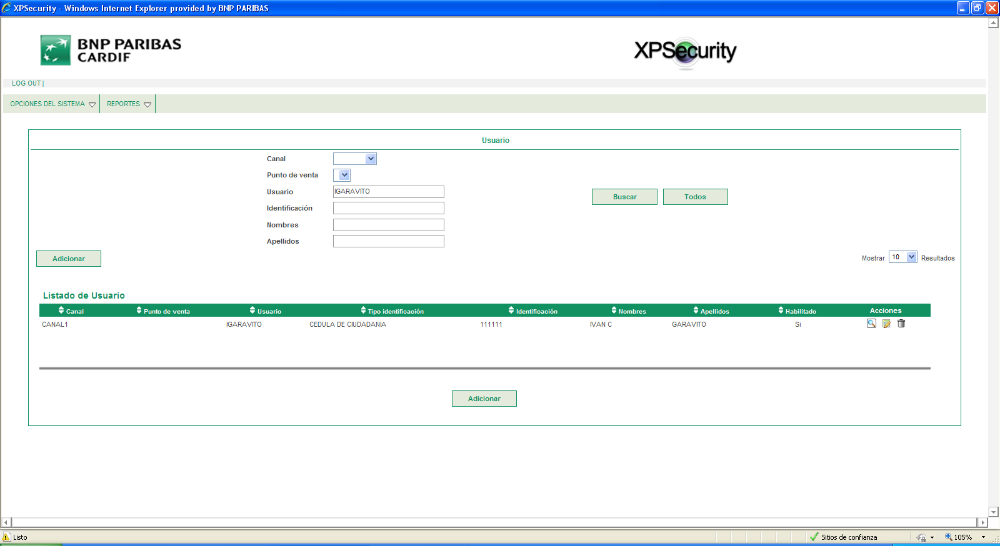 XPSecurity - Windows Internet Explorer provided by BNP PARIBAS
BNP PARIBAS
CARDIF
XPSecurity
LOG OUT |
OPCIONES DEL SISTEMA
REPORTES
Usuario
Canal
Punto de venta
Usuario IGARAVITO
Buscar Todos
Identificación
Nombres
Apellidos
Adicionar
Mostrar 10 Resultados
Listado de Usuario
Canal Punto de venta Usuario Tipo identificación Identificación Nombres Apellidos Habilitado Acciones
CANAL1 IGARAVITO CEDULA DE CIUDADANIA 111111 IVAN C GARAVITO Si
Adicionar
Listo
Sitios de confianza
105%